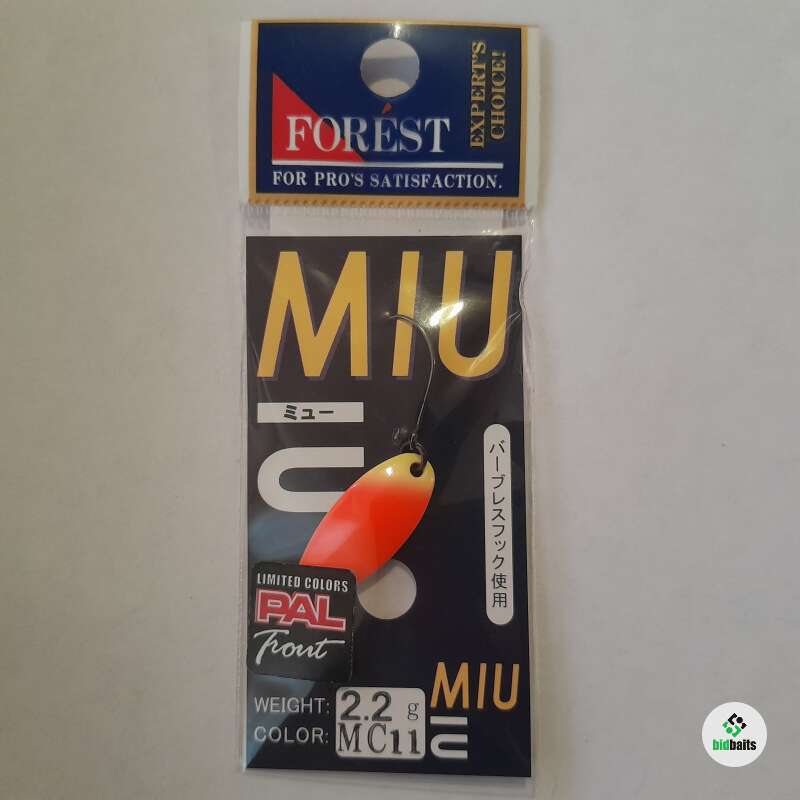 EXPERT'S
CHOICE!
FORÉST
FOR PRO'S SATISFACTION.
MIU
ミュー
バーブレスフック使用
LIMITED COLORS
PAL
Trout
MIU
WEIGHT: 2.2 g
COLOR: MC11
bidbaits